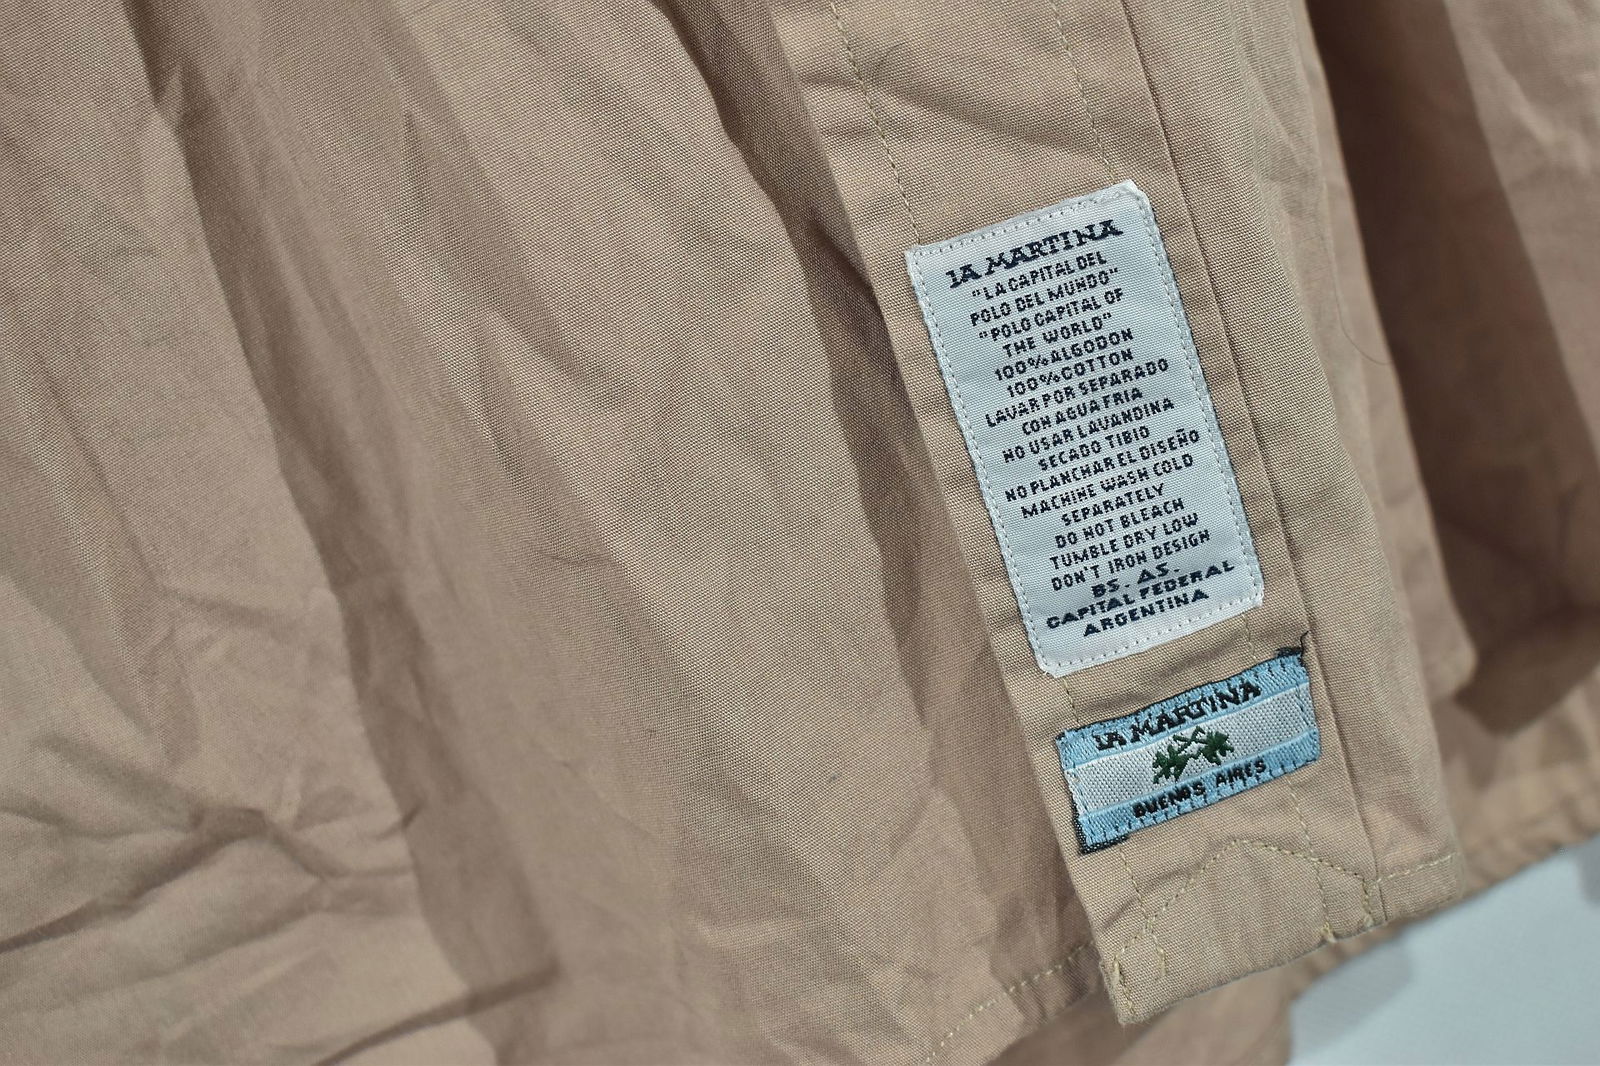 LA MARTINA
"LA CAPITAL DEL
POLO DEL MUNDO"
"POLO CAPITAL OF
THE WORLD"
100% ALGODON
100% COTTON
LAVAR POR SEPARADO
CON AGUA FRIA
NO USAR LAVANDINA
SECADO TIBIO
NO PLANCHAR EL DISEÑO
MACHINE WASH COLD
SEPARATELY
DO NOT BLEACH
TUMBLE DRY LOW
DON'T IRON DESIGN
BS. AS.
CAPITAL FEDERAL
ARGENTINA
LA MARTINA
BUENOS AIRES